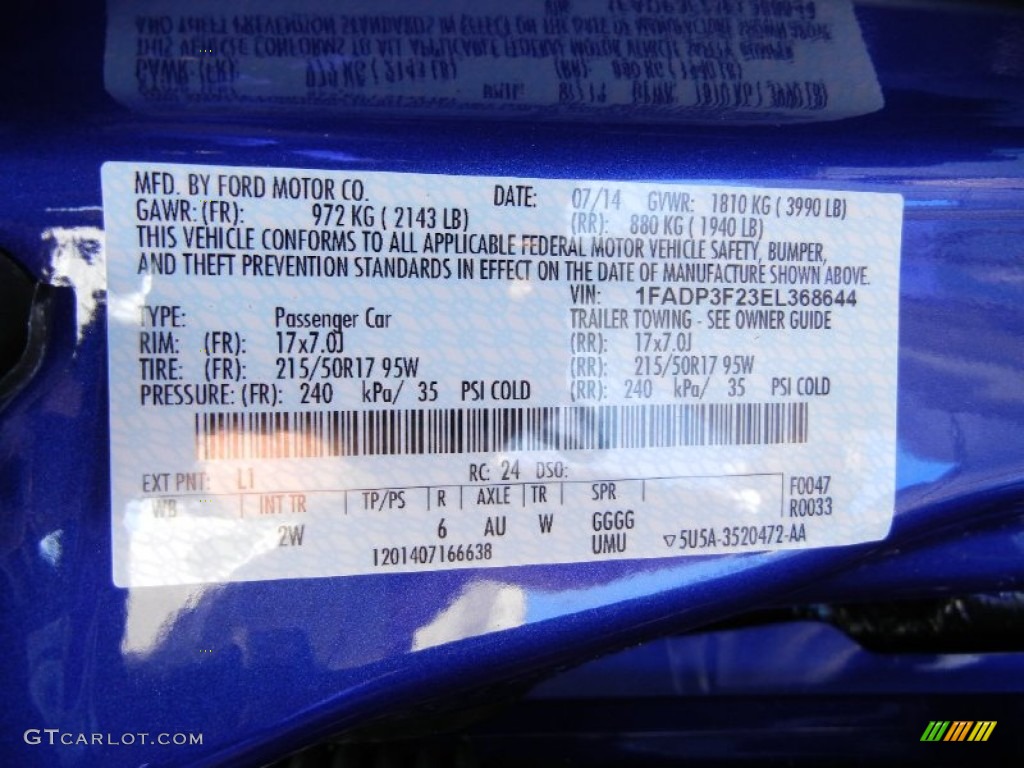 MFD. BY FORD MOTOR CO. DATE: 07/14 GVWR: 1810 KG ( 3990 LB)
GAWR: (FR): 972 KG ( 2143 LB) (RR): 880 KG ( 1940 LB)
THIS VEHICLE CONFORMS TO ALL APPLICABLE FEDERAL MOTOR VEHICLE SAFETY, BUMPER,
AND THEFT PREVENTION STANDARDS IN EFFECT ON THE DATE OF MANUFACTURE SHOWN ABOVE.
VIN: 1FADP3F23EL368644
TYPE: Passenger Car TRAILER TOWING - SEE OWNER GUIDE
RIM: (FR): 17x7.0J (RR): 17x7.0J
TIRE: (FR): 215/50R17 95W (RR): 215/50R17 95W
PRESSURE: (FR): 240 kPa/ 35 PSI COLD (RR): 240 kPa/ 35 PSI COLD
EXT PNT: L1 RC: 24 DSO:
WB INT TR TP/PS R AXLE TR SPR F0047
R0033
2W 6 AU W GGGG
1201407166638 UMU ▽5U5A-3520472-AA
GTCARLOT.COM